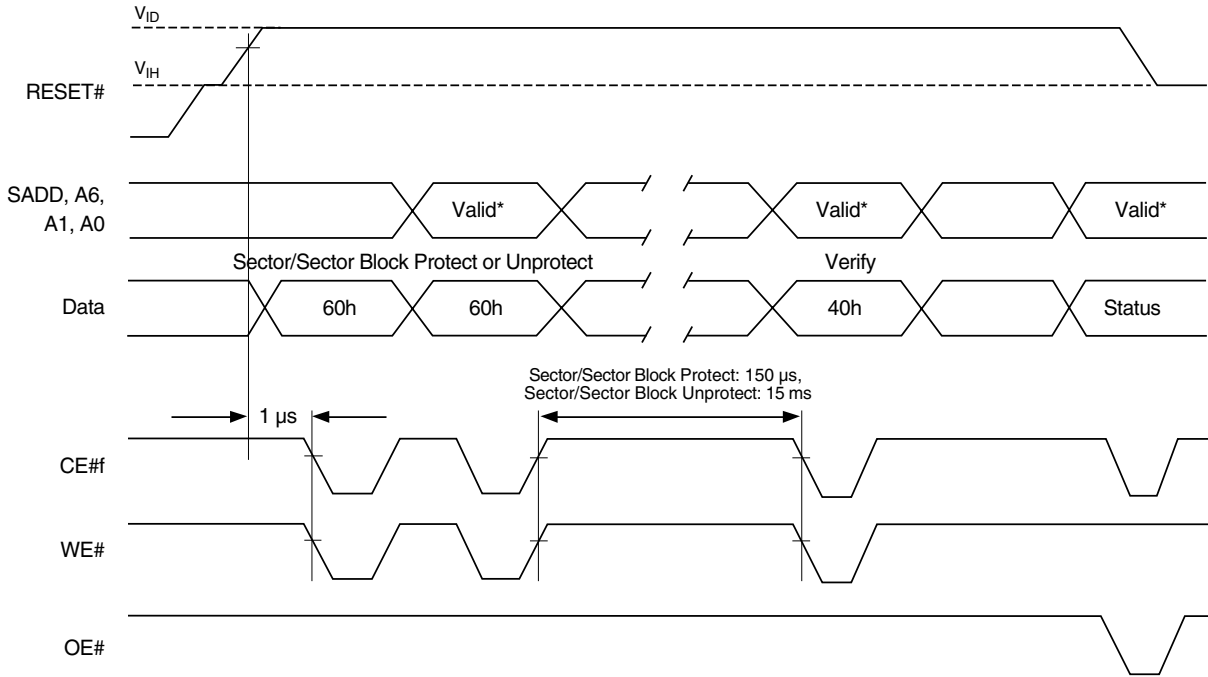 VID
VIH
RESET#
SADD, A6,
A1, A0
Valid*
Valid*
Valid*
Sector/Sector Block Protect or Unprotect
Verify
Data
60h
60h
40h
Status
Sector/Sector Block Protect: 150 µs,
Sector/Sector Block Unprotect: 15 ms
1 µs
CE#f
WE#
OE#